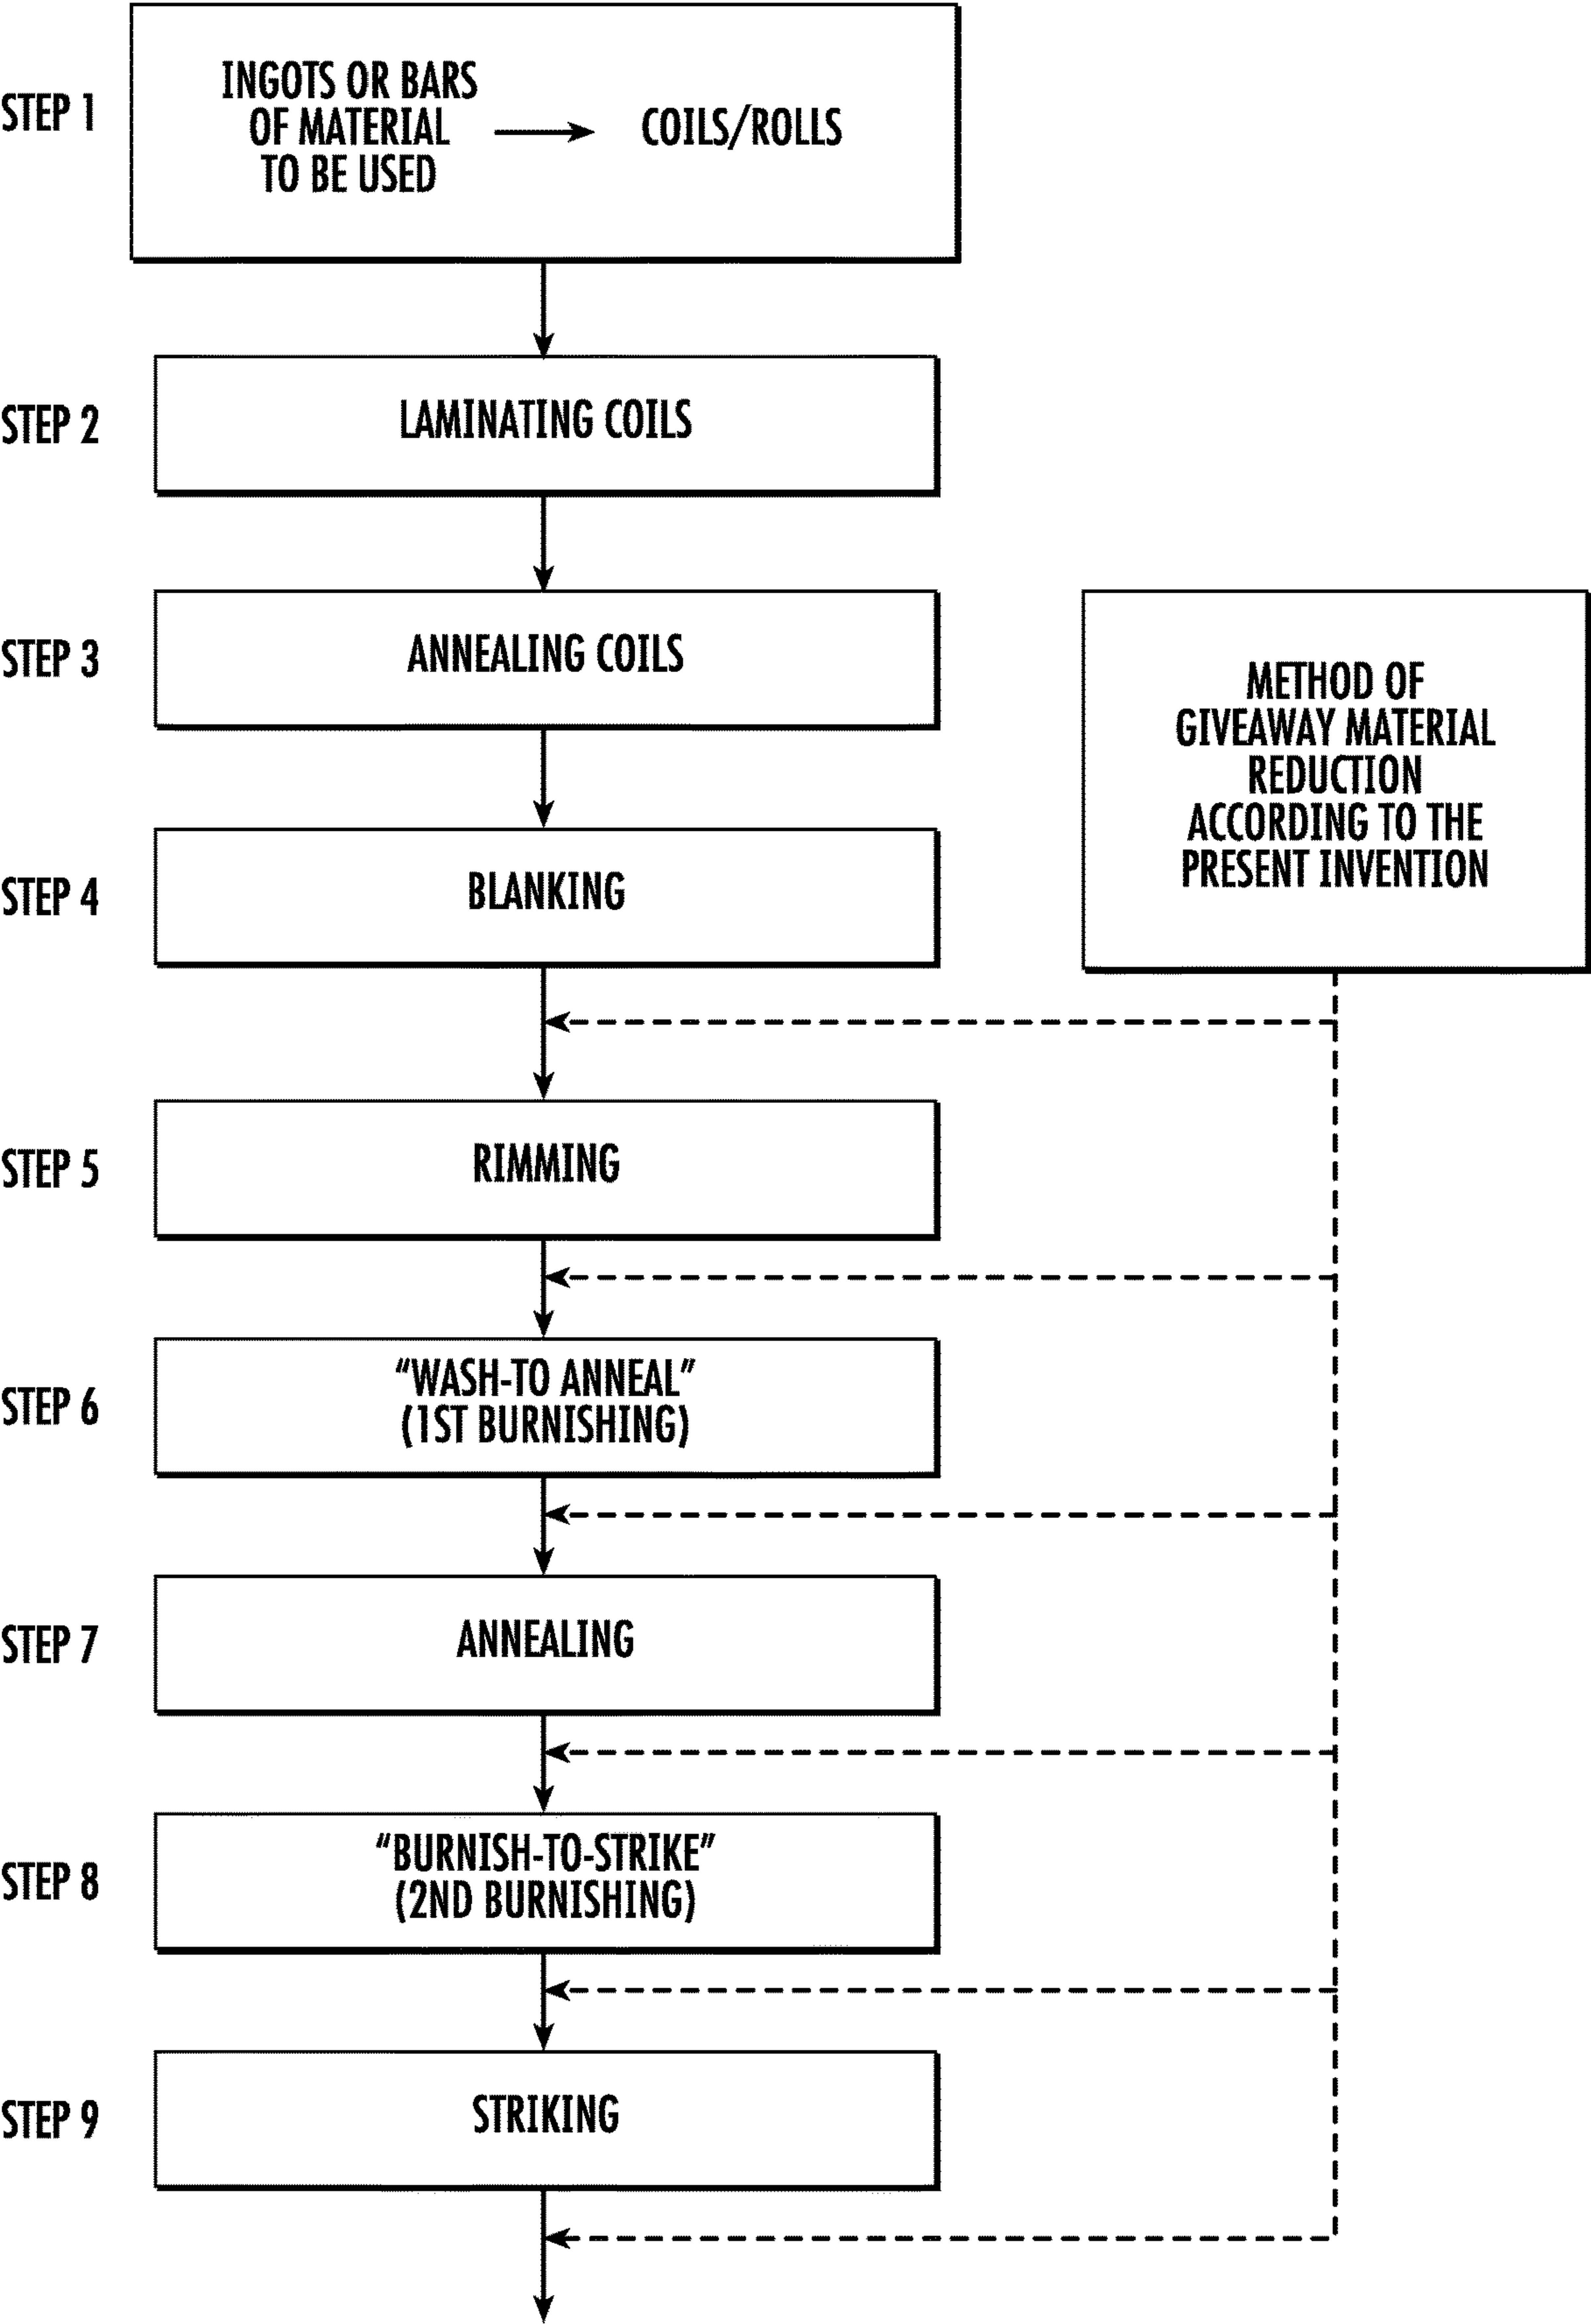 STEP 1
INGOTS OR BARS
OF MATERIAL
TO BE USED
COILS/ROLLS
STEP 2
LAMINATING COILS
STEP 3
ANNEALING COILS
METHOD OF
GIVEAWAY MATERIAL
REDUCTION
ACCORDING TO THE
PRESENT INVENTION
STEP 4
BLANKING
STEP 5
RIMMING
STEP 6
“WASH-TO ANNEAL”
(1ST BURNISHING)
STEP 7
ANNEALING
STEP 8
“BURNISH-TO-STRIKE”
(2ND BURNISHING)
STEP 9
STRIKING